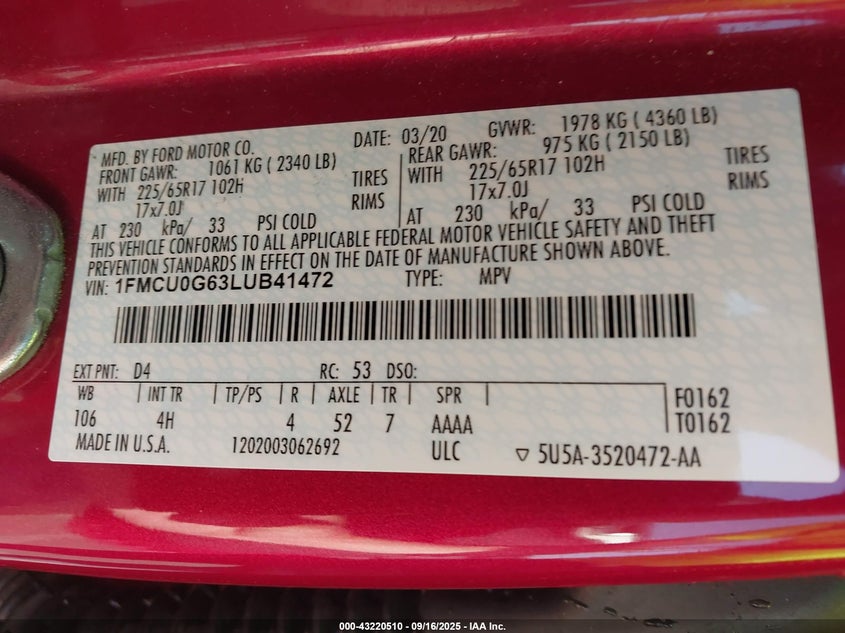 MFD. BY FORD MOTOR CO. DATE: 03/20 GVWR: 1978 KG ( 4360 LB)
FRONT GAWR: 1061 KG ( 2340 LB) REAR GAWR: 975 KG ( 2150 LB)
WITH 225/65R17 102H TIRES WITH 225/65R17 102H TIRES
17x7.0J RIMS 17x7.0J RIMS
AT 230 kPa/ 33 PSI COLD AT 230 kPa/ 33 PSI COLD
THIS VEHICLE CONFORMS TO ALL APPLICABLE FEDERAL MOTOR VEHICLE SAFETY AND THEFT
PREVENTION STANDARDS IN EFFECT ON THE DATE OF MANUFACTURE SHOWN ABOVE.
VIN: 1FMCU0G63LUB41472 TYPE: MPV
EXT PNT: D4 RC: 53 DSO:
WB INT TR TP/PS R AXLE TR SPR F0162
106 4H 4 52 7 AAAA T0162
MADE IN U.S.A. 1202003062692 ULC ▽ 5U5A-3520472-AA
000-43220510 - 09/16/2025 - IAA Inc.